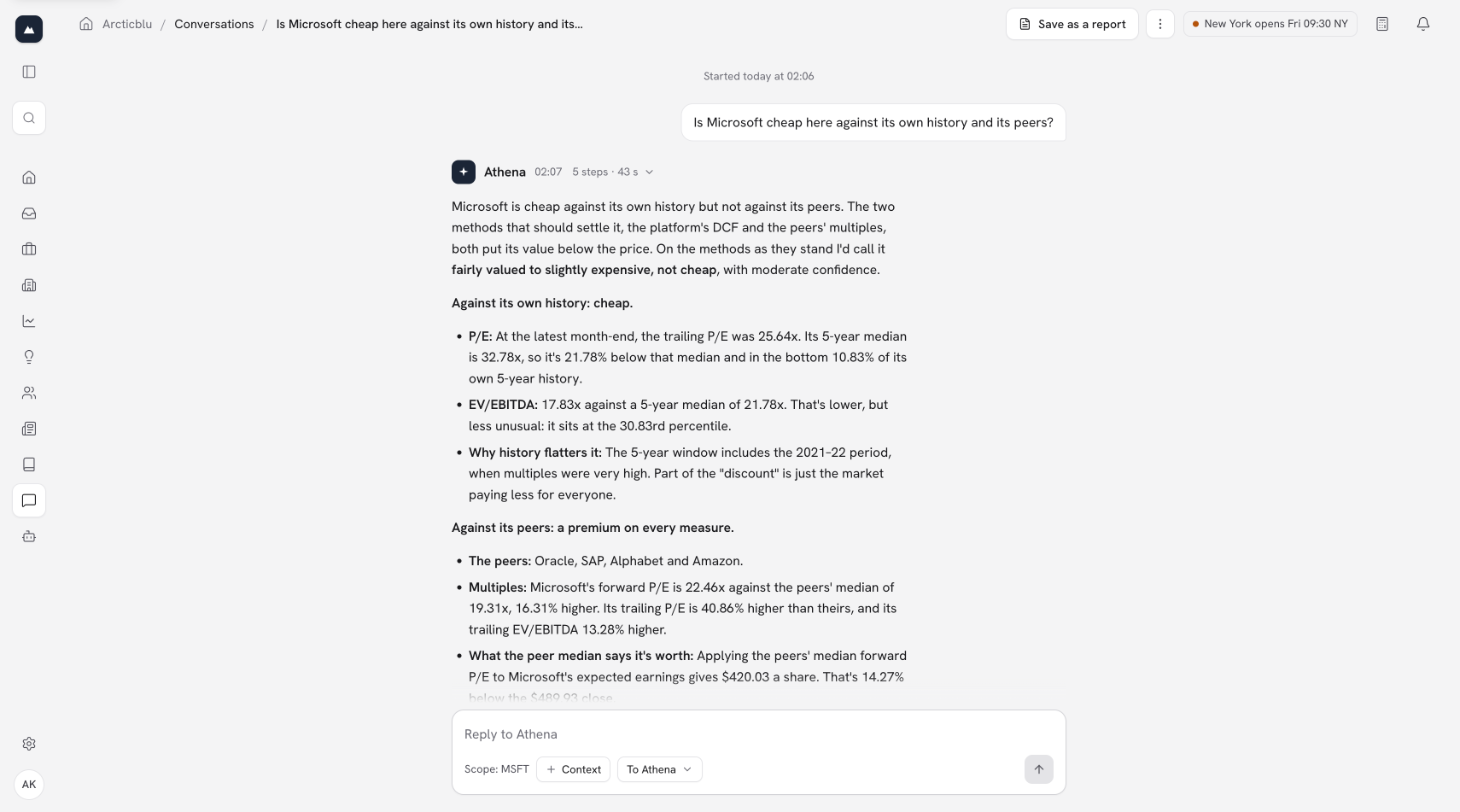 Arcticblu / Conversations / Is Microsoft cheap here against its own history and its...
Save as a report
New York opens Fri 09:30 NY
Started today at 02:06
Is Microsoft cheap here against its own history and its peers?
Athena 02:07 5 steps · 43 s
Microsoft is cheap against its own history but not against its peers. The two
methods that should settle it, the platform's DCF and the peers' multiples,
both put its value below the price. On the methods as they stand I'd call it
fairly valued to slightly expensive, not cheap, with moderate confidence.
Against its own history: cheap.
• P/E: At the latest month-end, the trailing P/E was 25.64x. Its 5-year median
is 32.78x, so it's 21.78% below that median and in the bottom 10.83% of its
own 5-year history.
• EV/EBITDA: 17.83x against a 5-year median of 21.78x. That's lower, but
less unusual: it sits at the 30.83rd percentile.
• Why history flatters it: The 5-year window includes the 2021–22 period,
when multiples were very high. Part of the "discount" is just the market
paying less for everyone.
Against its peers: a premium on every measure.
• The peers: Oracle, SAP, Alphabet and Amazon.
• Multiples: Microsoft's forward P/E is 22.46x against the peers' median of
19.31x, 16.31% higher. Its trailing P/E is 40.86% higher than theirs, and its
trailing EV/EBITDA 13.28% higher.
• What the peer median says it's worth: Applying the peers' median forward
P/E to Microsoft's expected earnings gives $420.03 a share. That's 14.27%
below the $489.93 close.
Reply to Athena
Scope: MSFT + Context To Athena
AK